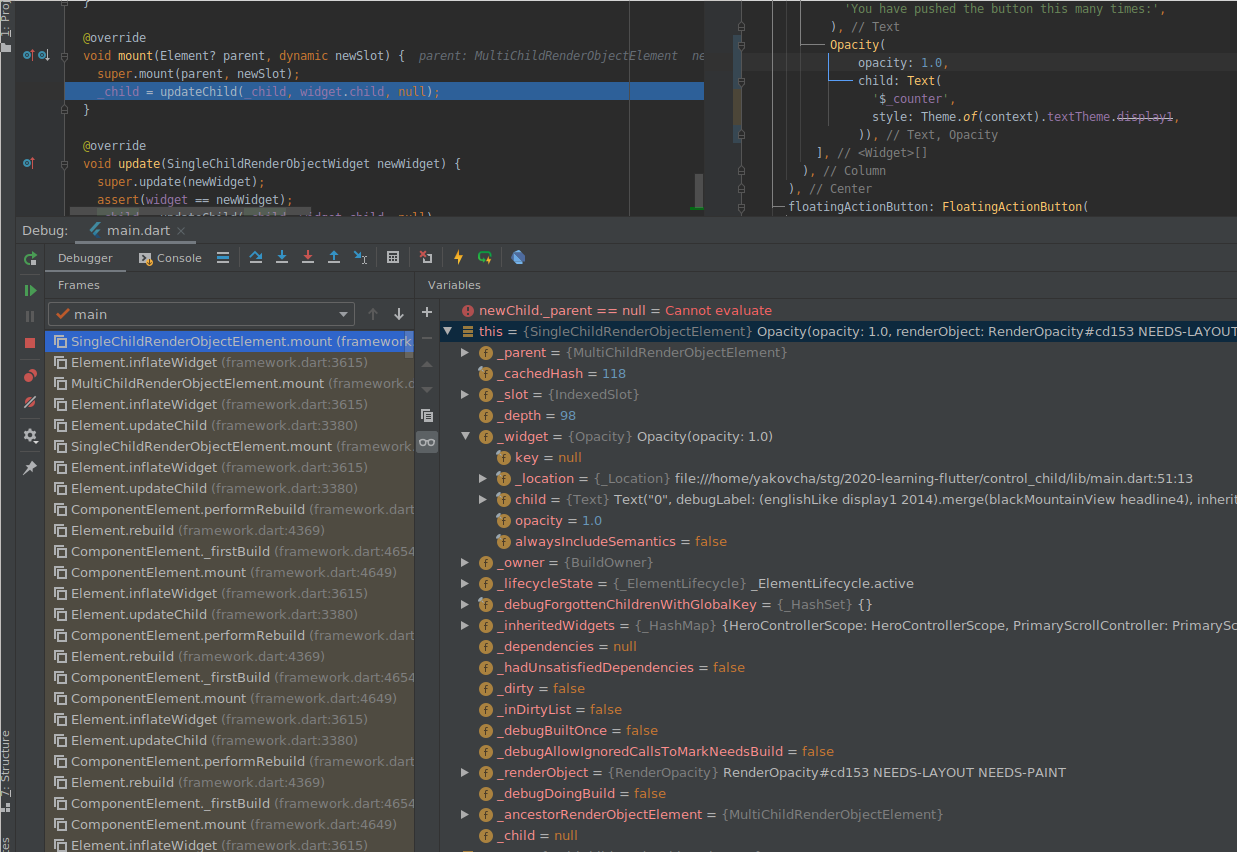 1: Proj
}
@override
void mount(Element? parent, dynamic newSlot) { parent: MultiChildRenderObjectElement ne
super.mount(parent, newSlot);
_child = updateChild(_child, widget.child, null);
}
@override
void update(SingleChildRenderObjectWidget newWidget) {
super.update(newWidget);
assert(widget == newWidget);
_child = updateChild(_child, widget.child, null);
'You have pushed the button this many times:',
), // Text
Opacity(
opacity: 1.0,
child: Text(
'$_counter',
style: Theme.of(context).textTheme.display1,
)), // Text, Opacity
], // <Widget>[]
), // Column
), // Center
floatingActionButton: FloatingActionButton(
Debug: main.dart
Debugger Console
Frames
main
SingleChildRenderObjectElement.mount (framework.
Element.inflateWidget (framework.dart:3615)
MultiChildRenderObjectElement.mount (framework.d
Element.inflateWidget (framework.dart:3615)
Element.updateChild (framework.dart:3380)
SingleChildRenderObjectElement.mount (framework.
Element.inflateWidget (framework.dart:3615)
Element.updateChild (framework.dart:3380)
ComponentElement.performRebuild (framework.dart
Element.rebuild (framework.dart:4369)
ComponentElement._firstBuild (framework.dart:4654
ComponentElement.mount (framework.dart:4649)
Element.inflateWidget (framework.dart:3615)
Element.updateChild (framework.dart:3380)
ComponentElement.performRebuild (framework.dart
Element.rebuild (framework.dart:4369)
ComponentElement._firstBuild (framework.dart:4654
ComponentElement.mount (framework.dart:4649)
Element.inflateWidget (framework.dart:3615)
Element.updateChild (framework.dart:3380)
ComponentElement.performRebuild (framework.dart
Element.rebuild (framework.dart:4369)
ComponentElement._firstBuild (framework.dart:4654
ComponentElement.mount (framework.dart:4649)
Element.inflateWidget (framework.dart:3615)
Variables
newChild._parent == null = Cannot evaluate
this = {SingleChildRenderObjectElement} Opacity(opacity: 1.0, renderObject: RenderOpacity#cd153 NEEDS-LAYOUT
_parent = {MultiChildRenderObjectElement}
_cachedHash = 118
_slot = {IndexedSlot}
_depth = 98
_widget = {Opacity} Opacity(opacity: 1.0)
key = null
_location = {_Location} file:///home/yakovcha/stg/2020-learning-flutter/control_child/lib/main.dart:51:13
child = {Text} Text("0", debugLabel: (englishLike display1 2014).merge(blackMountainView headline4), inherit
opacity = 1.0
alwaysIncludeSemantics = false
_owner = {BuildOwner}
_lifecycleState = {_ElementLifecycle} _ElementLifecycle.active
_debugForgottenChildrenWithGlobalKey = {_HashSet} {}
_inheritedWidgets = {_HashMap} {HeroControllerScope: HeroControllerScope, PrimaryScrollController: PrimarySc
_dependencies = null
_hadUnsatisfiedDependencies = false
_dirty = false
_inDirtyList = false
_debugBuiltOnce = false
_debugAllowIgnoredCallsToMarkNeedsBuild = false
_renderObject = {RenderOpacity} RenderOpacity#cd153 NEEDS-LAYOUT NEEDS-PAINT
_debugDoingBuild = false
_ancestorRenderObjectElement = {MultiChildRenderObjectElement}
_child = null
7: Structure